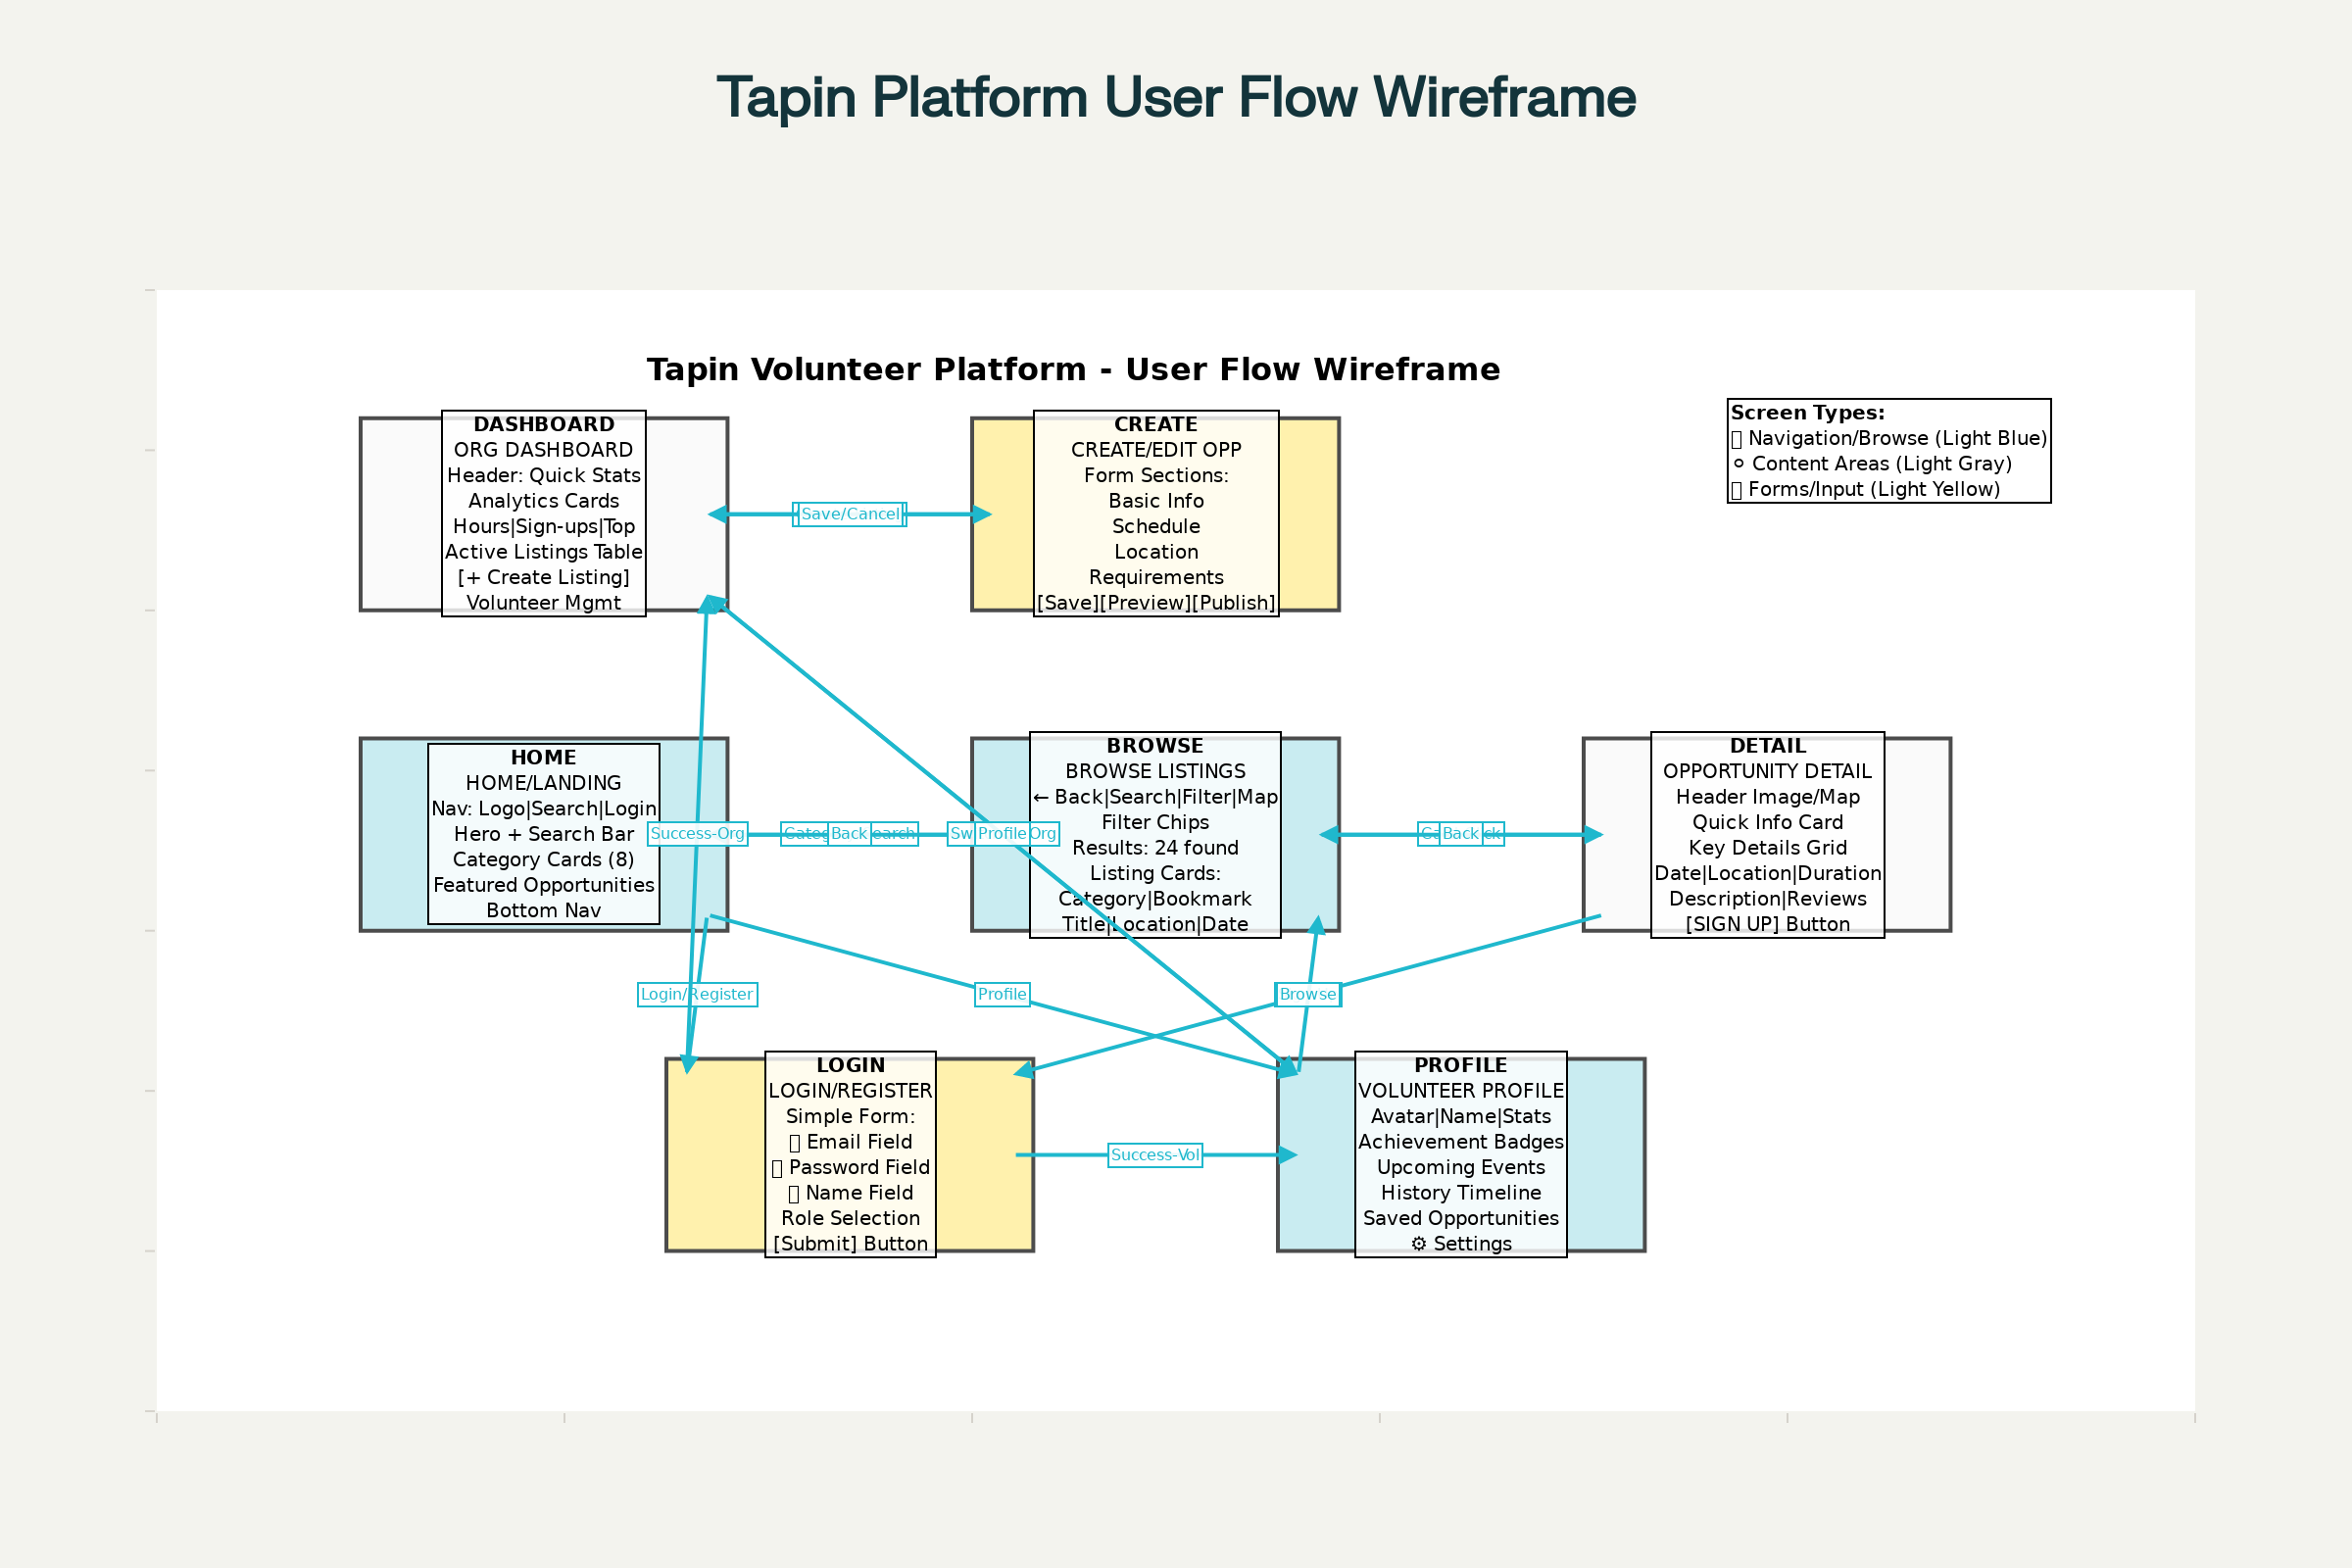 Tapin Platform User Flow Wireframe
Tapin Volunteer Platform - User Flow Wireframe
DASHBOARD
ORG DASHBOARD
Header: Quick Stats
Analytics Cards
Hours|Sign-ups|Top
Active Listings Table
[+ Create Listing]
Volunteer Mgmt
Save/Cancel
CREATE
CREATE/EDIT OPP
Form Sections:
Basic Info
Schedule
Location
Requirements
[Save][Preview][Publish]
Screen Types:
Navigation/Browse (Light Blue)
⚪ Content Areas (Light Gray)
Forms/Input (Light Yellow)
HOME
HOME/LANDING
Nav: Logo|Search|Login
Hero + Search Bar
Category Cards (8)
Featured Opportunities
Bottom Nav
Success-Org
Back
Profile
Org
BROWSE
BROWSE LISTINGS
← Back|Search|Filter|Map
Filter Chips
Results: 24 found
Listing Cards:
Category|Bookmark
Title|Location|Date
Back
DETAIL
OPPORTUNITY DETAIL
Header Image/Map
Quick Info Card
Key Details Grid
Date|Location|Duration
Description|Reviews
[SIGN UP] Button
Login/Register
Profile
Browse
LOGIN
LOGIN/REGISTER
Simple Form:
Email Field
Password Field
Name Field
Role Selection
[Submit] Button
Success-Vol
PROFILE
VOLUNTEER PROFILE
Avatar|Name|Stats
Achievement Badges
Upcoming Events
History Timeline
Saved Opportunities
⚙ Settings